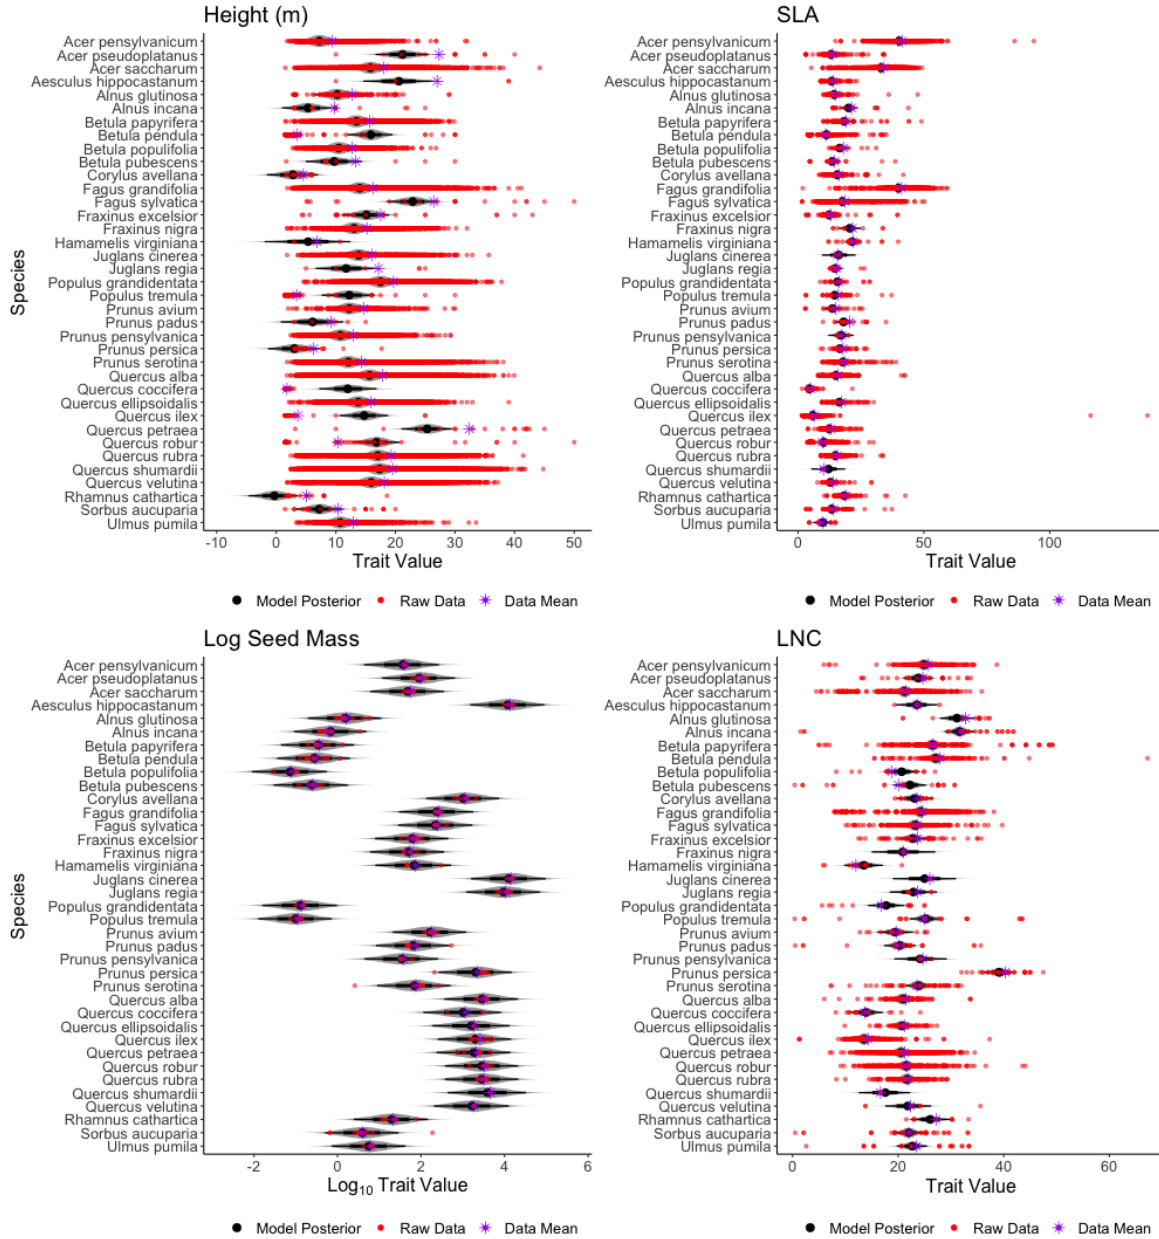 Height (m)
Species
Acer pensylvanicum
Acer pseudoplatanus
Acer saccharum
Aesculus hippocastanum
Alnus glutinosa
Alnus incana
Betula papyrifera
Betula pendula
Betula populifolia
Betula pubescens
Corylus avellana
Fagus grandifolia
Fagus sylvatica
Fraxinus excelsior
Fraxinus nigra
Hamamelis virginiana
Juglans cinerea
Juglans regia
Populus grandidentata
Populus tremula
Prunus avium
Prunus padus
Prunus pensylvanica
Prunus persica
Prunus serotina
Quercus alba
Quercus coccifera
Quercus ellipsoidalis
Quercus ilex
Quercus petraea
Quercus robur
Quercus rubra
Quercus shumardii
Quercus velutina
Rhamnus cathartica
Sorbus aucuparia
Ulmus pumila
-10 0 10 20 30 40 50
Trait Value
Model Posterior Raw Data Data Mean
SLA
Acer pensylvanicum
Acer pseudoplatanus
Acer saccharum
Aesculus hippocastanum
Alnus glutinosa
Alnus incana
Betula papyrifera
Betula pendula
Betula populifolia
Betula pubescens
Corylus avellana
Fagus grandifolia
Fagus sylvatica
Fraxinus excelsior
Fraxinus nigra
Hamamelis virginiana
Juglans cinerea
Juglans regia
Populus grandidentata
Populus tremula
Prunus avium
Prunus padus
Prunus pensylvanica
Prunus persica
Prunus serotina
Quercus alba
Quercus coccifera
Quercus ellipsoidalis
Quercus ilex
Quercus petraea
Quercus robur
Quercus rubra
Quercus shumardii
Quercus velutina
Rhamnus cathartica
Sorbus aucuparia
Ulmus pumila
0 50 100
Trait Value
Model Posterior Raw Data Data Mean
Log Seed Mass
Species
Acer pensylvanicum
Acer pseudoplatanus
Acer saccharum
Aesculus hippocastanum
Alnus glutinosa
Alnus incana
Betula papyrifera
Betula pendula
Betula populifolia
Betula pubescens
Corylus avellana
Fagus grandifolia
Fagus sylvatica
Fraxinus excelsior
Fraxinus nigra
Hamamelis virginiana
Juglans cinerea
Juglans regia
Populus grandidentata
Populus tremula
Prunus avium
Prunus padus
Prunus pensylvanica
Prunus persica
Prunus serotina
Quercus alba
Quercus coccifera
Quercus ellipsoidalis
Quercus ilex
Quercus petraea
Quercus robur
Quercus rubra
Quercus shumardii
Quercus velutina
Rhamnus cathartica
Sorbus aucuparia
Ulmus pumila
-2 0 2 4 6
Log₁₀ Trait Value
Model Posterior Raw Data Data Mean
LNC
Acer pensylvanicum
Acer pseudoplatanus
Acer saccharum
Aesculus hippocastanum
Alnus glutinosa
Alnus incana
Betula papyrifera
Betula pendula
Betula populifolia
Betula pubescens
Corylus avellana
Fagus grandifolia
Fagus sylvatica
Fraxinus excelsior
Fraxinus nigra
Hamamelis virginiana
Juglans cinerea
Juglans regia
Populus grandidentata
Populus tremula
Prunus avium
Prunus padus
Prunus pensylvanica
Prunus persica
Prunus serotina
Quercus alba
Quercus coccifera
Quercus ellipsoidalis
Quercus ilex
Quercus petraea
Quercus robur
Quercus rubra
Quercus shumardii
Quercus velutina
Rhamnus cathartica
Sorbus aucuparia
Ulmus pumila
0 20 40 60
Trait Value
Model Posterior Raw Data Data Mean